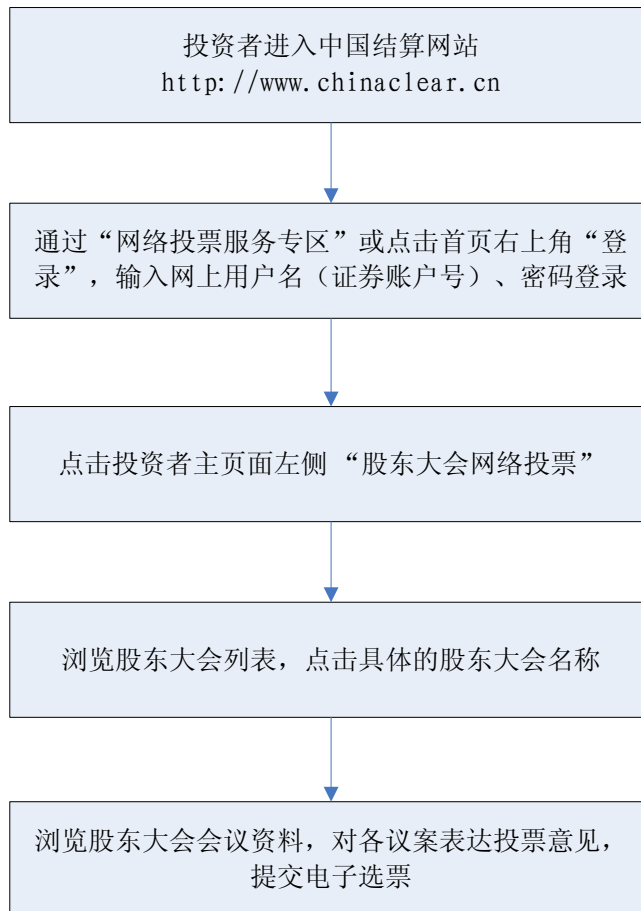 投资者进入中国结算网站
http://www.chinaclear.cn
通过“网络投票服务专区”或点击首页右上角“登
录”，输入网上用户名（证券账户号）、密码登录
点击投资者主页面左侧 “股东大会网络投票”
浏览股东大会列表，点击具体的股东大会名称
浏览股东大会会议资料，对各议案表达投票意见，
提交电子选票